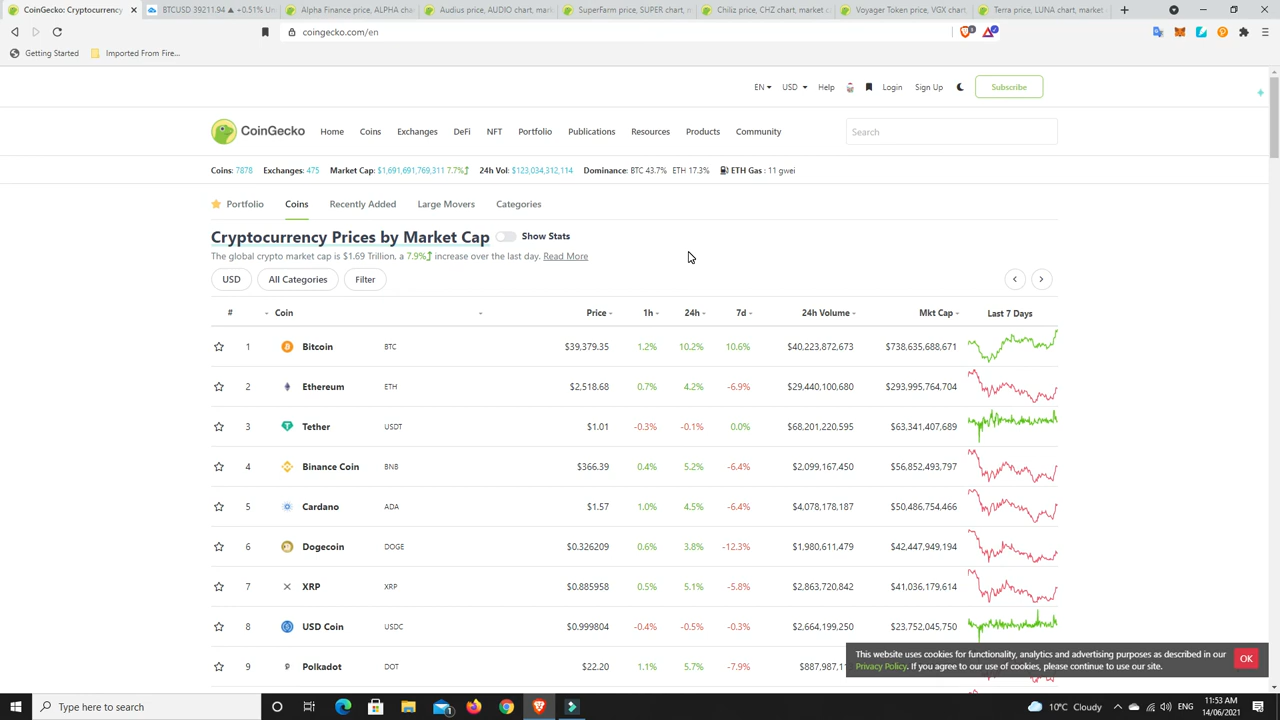 CoinGecko: Cryptocurrency
BTCUSD 39211.94 ▲ +0.51% Un
Alpha Finance price, ALPHA cha
Audius price, AUDIO chart, mar
SuperFarm price, SUPER chart, m
Chiliz price, CHZ chart, market c
Voyager Token price, VGX chart
Terra price, LUNA chart, market
coingecko.com/en
Getting Started
Imported From Fire...
EN
USD
Help
Login
Sign Up
Subscribe
CoinGecko
Home
Coins
Exchanges
DeFi
NFT
Portfolio
Publications
Resources
Products
Community
Search
Coins: 7878 Exchanges: 475 Market Cap: $1,691,691,769,311 7.7% 24h Vol: $123,034,312,114 Dominance: BTC 43.7% ETH 17.3% ETH Gas : 11 gwei
Portfolio
Coins
Recently Added
Large Movers
Categories
Cryptocurrency Prices by Market Cap
Show Stats
The global crypto market cap is $1.69 Trillion, a 7.9% increase over the last day. Read More
USD
All Categories
Filter
# Coin Price 1h 24h 7d 24h Volume Mkt Cap Last 7 Days
1 Bitcoin BTC $39,379.35 1.2% 10.2% 10.6% $40,223,872,673 $738,635,688,671
2 Ethereum ETH $2,518.68 0.7% 4.2% -6.9% $29,440,100,680 $293,995,764,704
3 Tether USDT $1.01 -0.3% -0.1% 0.0% $68,201,220,595 $63,341,407,689
4 Binance Coin BNB $366.39 0.4% 5.2% -6.4% $2,099,167,450 $56,852,493,797
5 Cardano ADA $1.57 1.0% 4.5% -6.4% $4,078,178,187 $50,486,754,466
6 Dogecoin DOGE $0.326209 0.6% 3.8% -12.3% $1,980,611,479 $42,447,949,194
7 XRP XRP $0.885958 0.5% 5.1% -5.8% $2,863,720,842 $41,036,179,614
8 USD Coin USDC $0.999804 -0.4% -0.5% -0.3% $2,664,199,250 $23,752,045,750
9 Polkadot DOT $22.20 1.1% 5.7% -7.9% $887,987,1
This website uses cookies for functionality, analytics and advertising purposes as described in our
Privacy Policy. If you agree to our use of cookies, please continue to use our site.
OK
Type here to search
10°C Cloudy
ENG
11:53 AM
14/06/2021